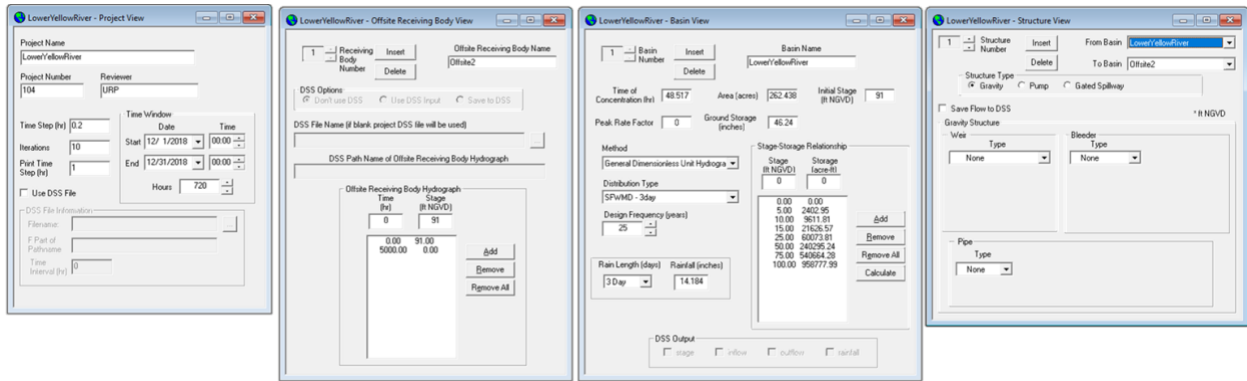 LowerYellowRiver - Project View
Project Name
LowerYellowRiver
Project Number Reviewer
104 URP
Time Step (hr) 0.2
Iterations 10
Print Time Step (hr) 1
Time Window
Date Time
Start 12/ 1/2018 00:00
End 12/31/2018 00:00
Hours 720
Use DSS File
DSS File Information
Filename:
F Part of Pathname
Time Interval (hr) 0
LowerYellowRiver - Offsite Receiving Body View
1 Receiving Body Number
Insert
Delete
Offsite Receiving Body Name
Offsite2
DSS Options
Don't use DSS Use DSS Input Save to DSS
DSS File Name (if blank project DSS file will be used)
DSS Path Name of Offsite Receiving Body Hydrograph
Offsite Receiving Body Hydrograph
Time (hr) Stage (ft NGVD)
0 91
0.00 91.00
5000.00 0.00
Add
Remove
Remove All
LowerYellowRiver - Basin View
1 Basin Number
Insert
Delete
Basin Name
LowerYellowRiver
Time of Concentration (hr) 48.517 Area (acres) 262.438 Initial Stage (ft NGVD) 91
Peak Rate Factor 0 Ground Storage (inches) 46.24
Method
General Dimensionless Unit Hydrogra
Distribution Type
SFWMD - 3day
Design Frequency (years)
25
Rain Length (days) Rainfall (inches)
3 Day 14.184
Stage-Storage Relationship
Stage (ft NGVD) Storage (acre-ft)
0 0
0.00 0.00
5.00 2402.95
10.00 9611.81
15.00 21626.57
25.00 60073.81
50.00 240295.24
75.00 540664.28
100.00 958777.99
Add
Remove
Remove All
Calculate
DSS Output
stage inflow outflow rainfall
LowerYellowRiver - Structure View
1 Structure Number
Insert
Delete
From Basin LowerYellowRiver
To Basin Offsite2
Structure Type
Gravity Pump Gated Spillway
Save Flow to DSS
* ft NGVD
Gravity Structure
Weir
Type
None
Bleeder
Type
None
Pipe
Type
None